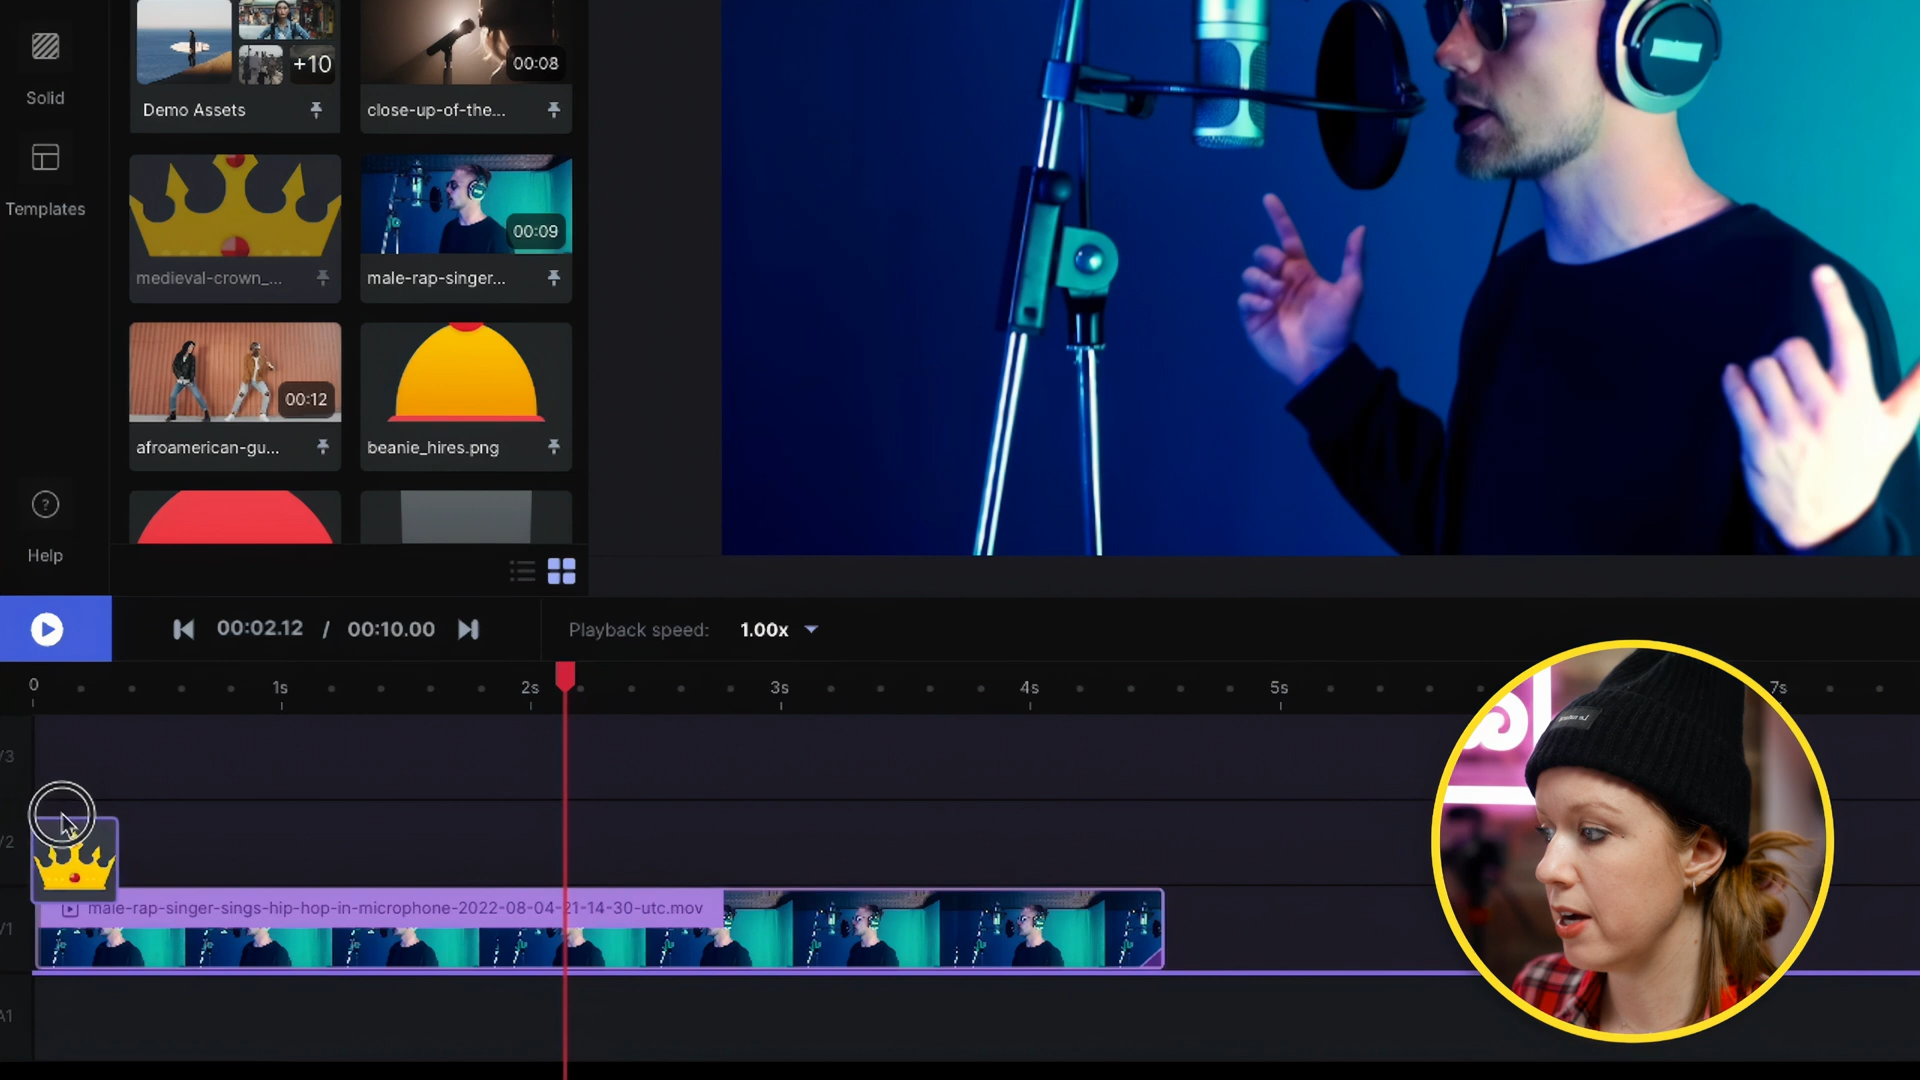 Solid
Templates
Help
+10
00:08
Demo Assets
close-up-of-the...
00:09
medieval-crown_...
male-rap-singer...
00:12
afroamerican-gu...
beanie_hires.png
00:02.12 / 00:10.00
Playback speed: 1.00x
0 1s 2s 3s 4s 5s 7s
V3
V2
male-rap-singer-sings-hip-hop-in-microphone-2022-08-04-21-14-30-utc.mov
V1
A1